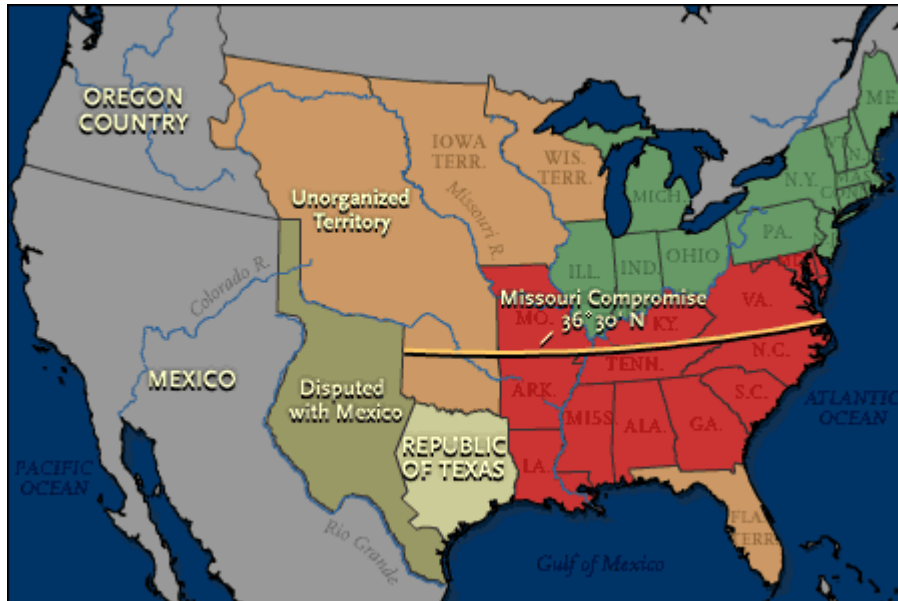 OREGON
COUNTRY
IOWA
TERR.
WIS.
TERR.
ME.
VT.
N.Y.
MICH.
Unorganized
Territory
Missouri R.
PA.
Colorado R.
ILL.
IND.
OHIO
Missouri Compromise
36°30' N
MO.
KY.
VA.
MEXICO
TENN.
N.C.
Disputed
with Mexico
ARK.
S.C.
ATLANTIC
OCEAN
MISS.
ALA.
GA.
REPUBLIC
OF TEXAS
LA.
PACIFIC
OCEAN
FLA.
TERR.
Rio Grande
Gulf of Mexico